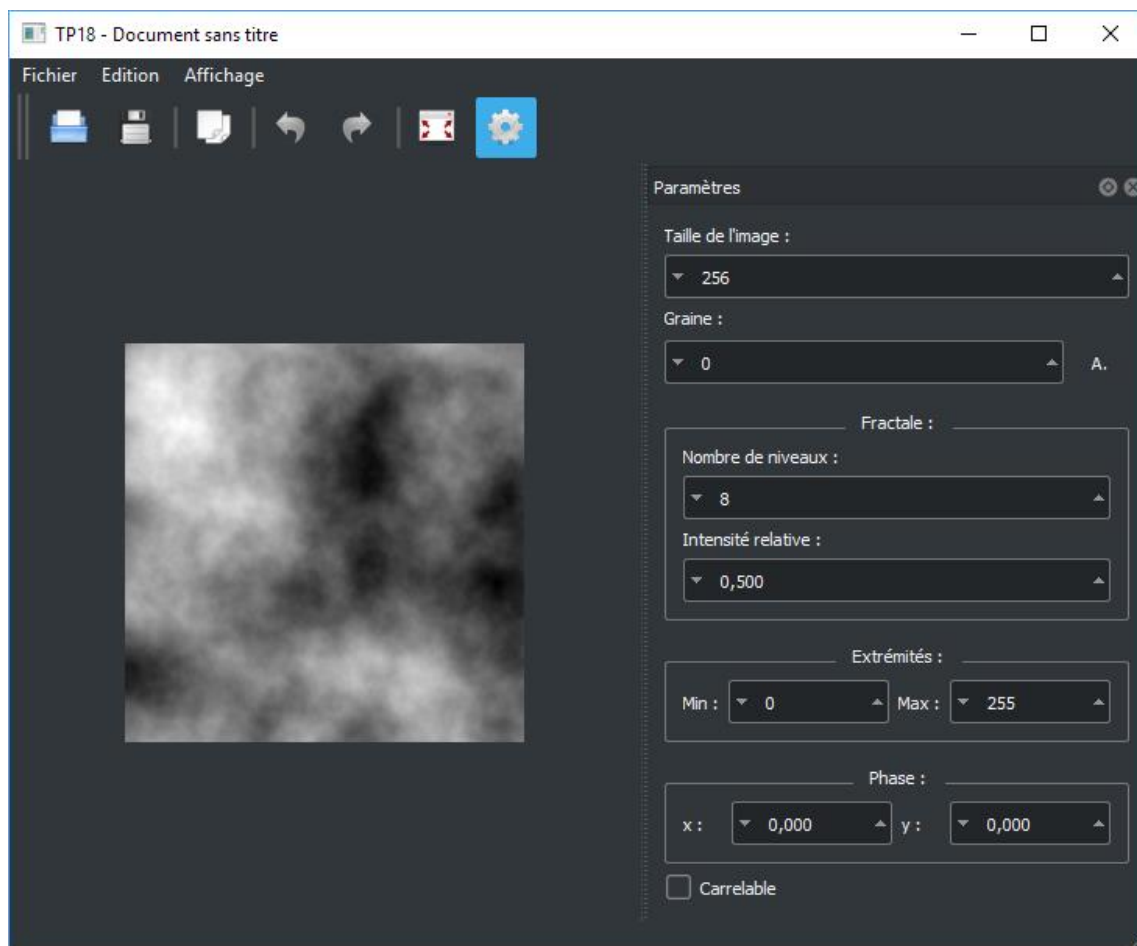 TP18 - Document sans titre
Fichier Edition Affichage
Paramètres
Taille de l'image :
256
Graine :
0 A.
Fractale :
Nombre de niveaux :
8
Intensité relative :
0,500
Extrémités :
Min : 0 Max : 255
Phase :
x : 0,000 y : 0,000
Carrelable